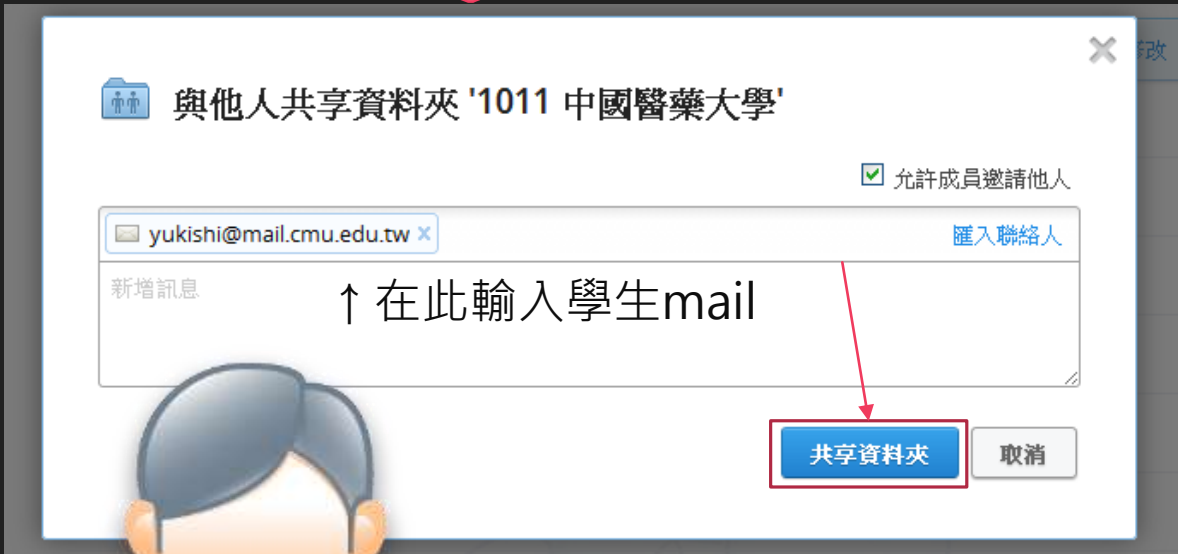 與他人共享資料夾 '1011 中國醫藥大學'
允許成員邀請他人
yukishi@mail.cmu.edu.tw
匯入聯絡人
新增訊息
↑在此輸入學生mail
共享資料夾
取消
改